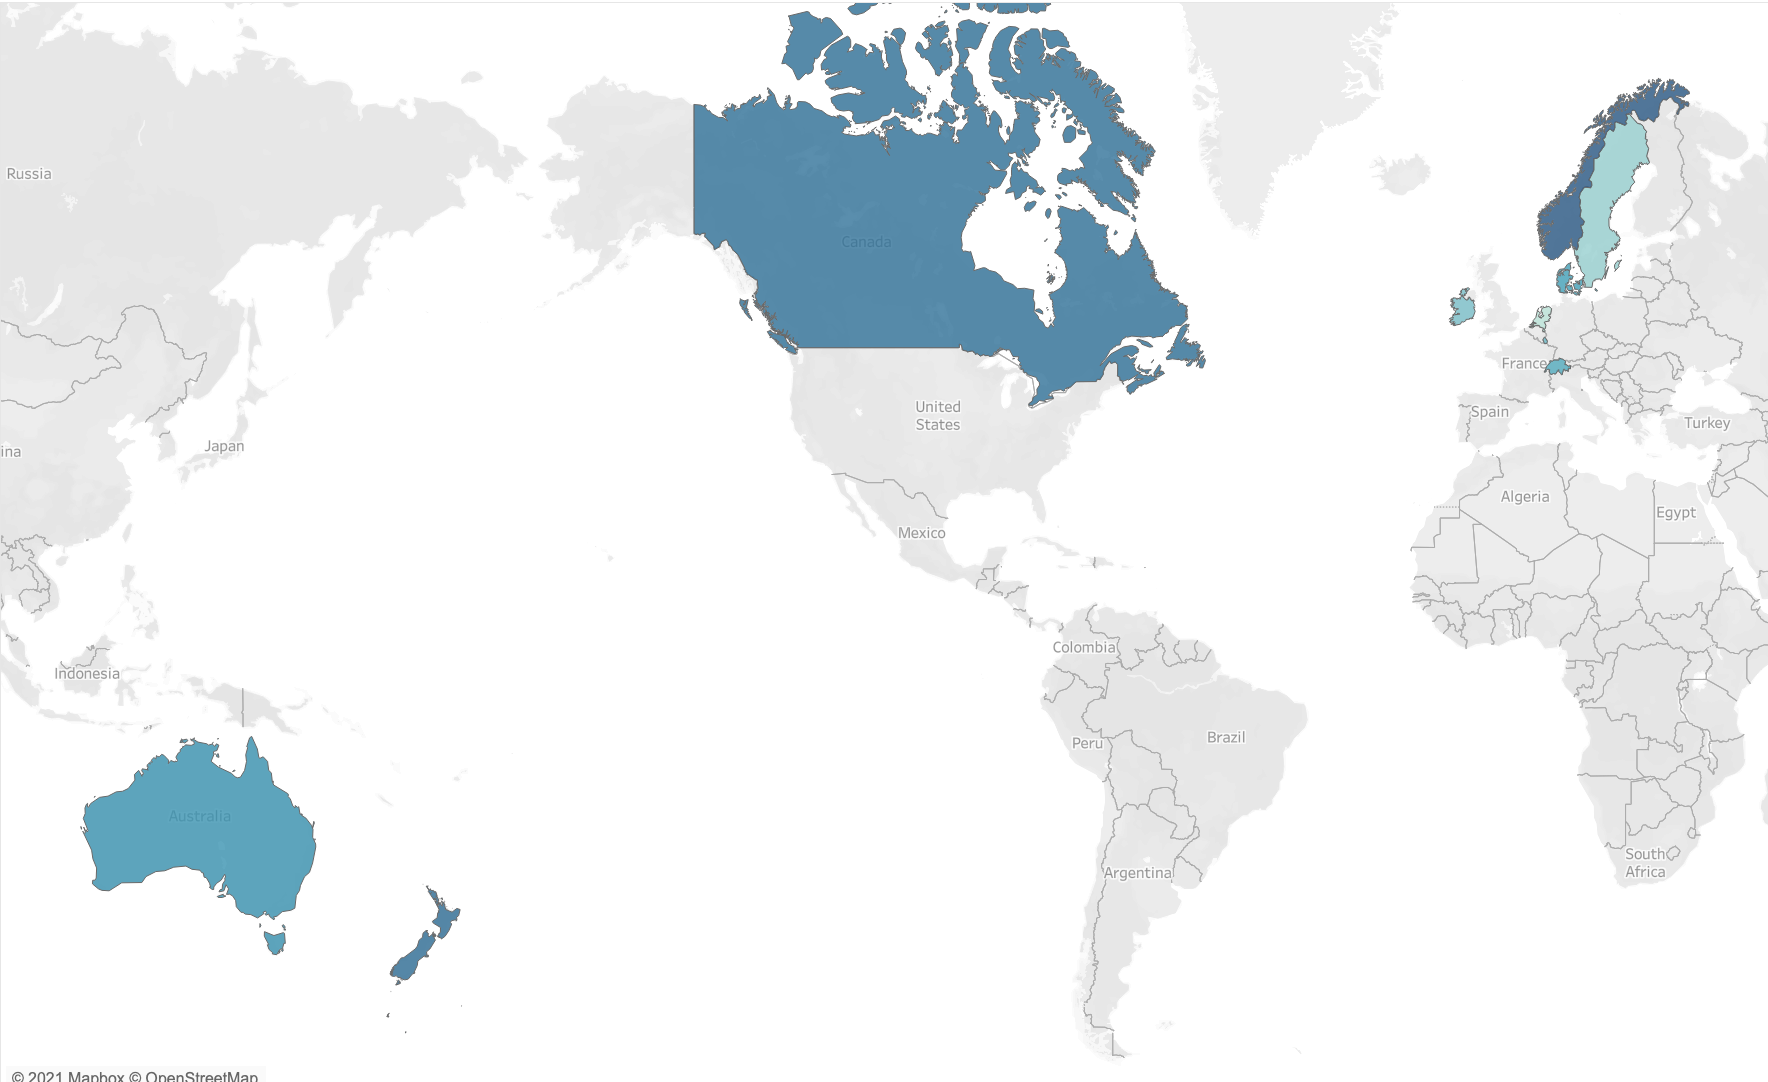 Russia
Canada
France
United
States
Spain
Turkey
Japan
ina
Algeria
Egypt
Mexico
Colombia
Indonesia
Brazil
Peru
Australia
South
Africa
Argentina
© 2021 Mapbox © OpenStreetMap